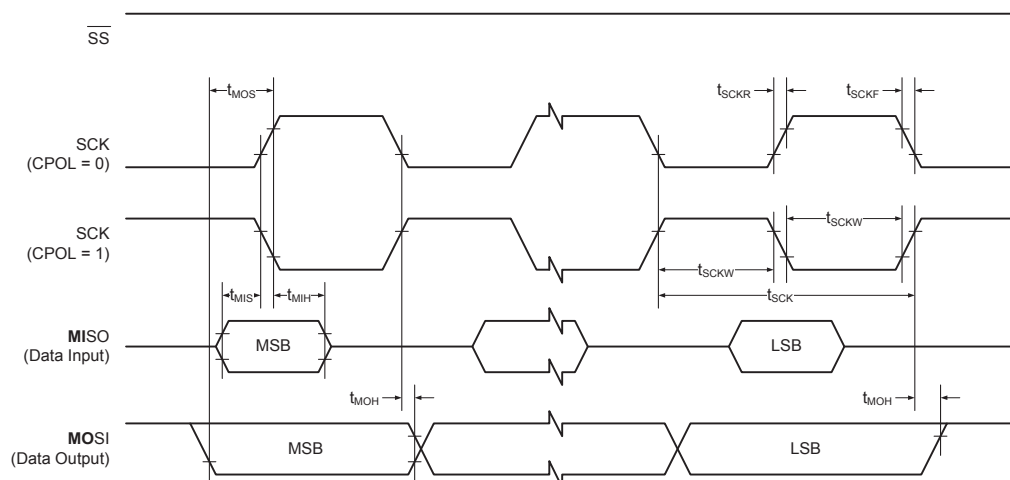 SS
tMOS
tSCKR
tSCKF
SCK
(CPOL = 0)
SCK
(CPOL = 1)
tSCKW
tSCKW
tMIS
tMIH
tSCK
MISO
(Data Input)
MSB
LSB
tMOH
tMOH
MOSI
(Data Output)
MSB
LSB